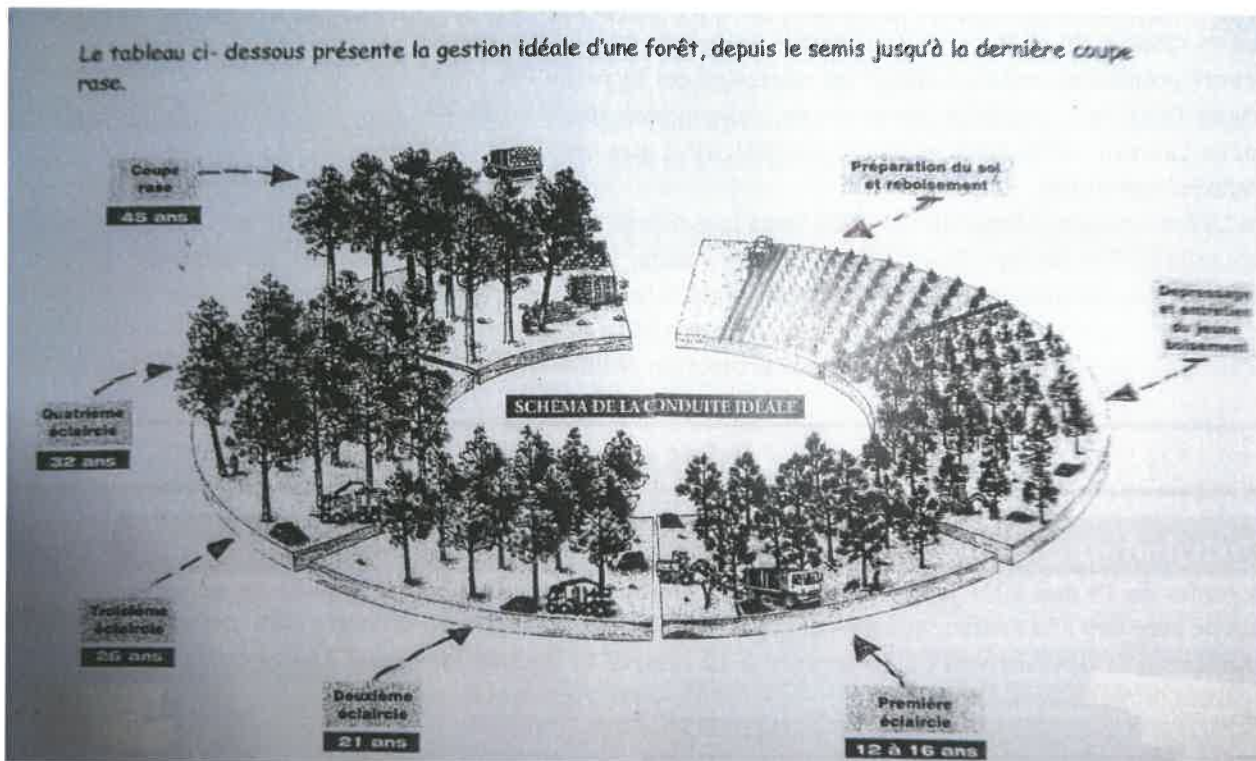 Le tableau ci- dessous présente la gestion idéale d'une forêt, depuis le semis jusqu'à la dernière coupe
rase.
Coupe
rase
45 ans
Préparation du sol
et reboisement
Depressage
et entretien
du jeune
boisement
SCHÉMA DE LA CONDUITE IDÉALE
Quatrième
éclaircie
32 ans
Troisième
éclaircie
26 ans
Deuxième
éclaircie
21 ans
Première
éclaircie
12 à 16 ans